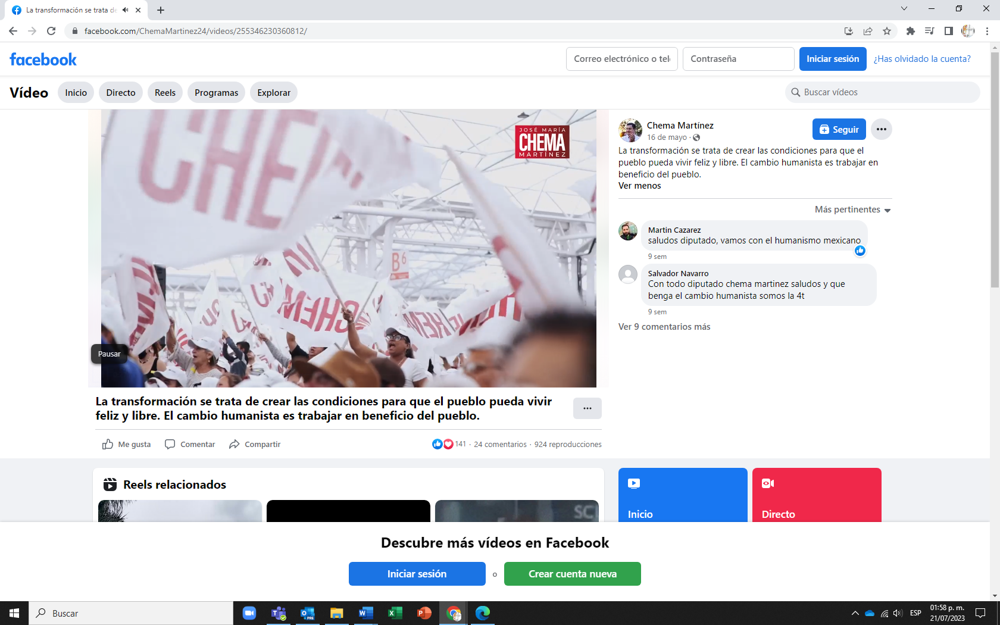 La transformación se trata de
facebook.com/ChemaMartinez24/videos/255346230360812/
facebook
Correo electrónico o telé
Contraseña
Iniciar sesión
¿Has olvidado la cuenta?
Vídeo
Inicio
Directo
Reels
Programas
Explorar
Buscar vídeos
CHE
JOSÉ MARÍA
CHEMA
MARTÍNEZ
B6
CHEM
Pausar
Chema Martínez
Seguir
16 de mayo ·
La transformación se trata de crear las condiciones para que el
pueblo pueda vivir feliz y libre. El cambio humanista es trabajar en
beneficio del pueblo.
Ver menos
Más pertinentes
Martin Cazarez
saludos diputado, vamos con el humanismo mexicano
9 sem
Salvador Navarro
Con todo diputado chema martinez saludos y que
benga el cambio humanista somos la 4t
9 sem
Ver 9 comentarios más
La transformación se trata de crear las condiciones para que el pueblo pueda vivir
feliz y libre. El cambio humanista es trabajar en beneficio del pueblo.
Me gusta
Comentar
Compartir
141 · 24 comentarios · 924 reproducciones
Reels relacionados
SC
Inicio
Directo
Descubre más vídeos en Facebook
Iniciar sesión
o
Crear cuenta nueva
Buscar
ESP
01:58 p. m.
21/07/2023